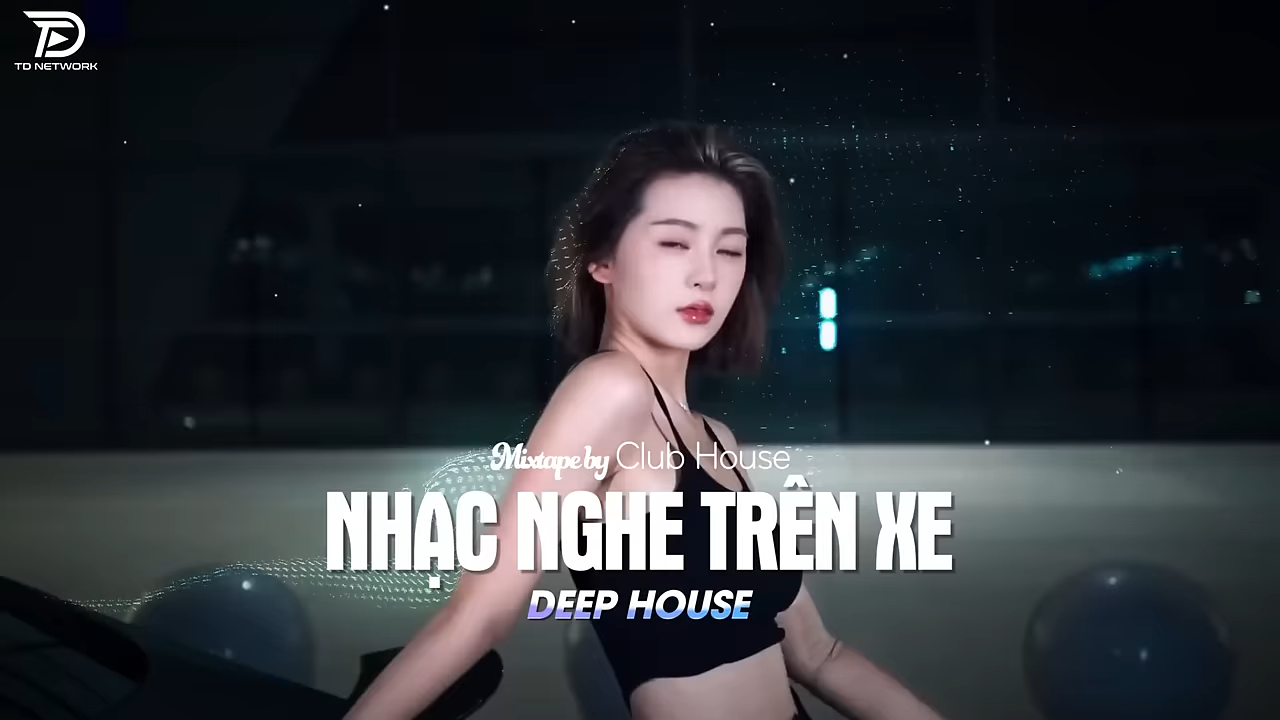 TD NETWORK
Mixtape by Club House
NHẠC NGHE TRÊN XE
DEEP HOUSE